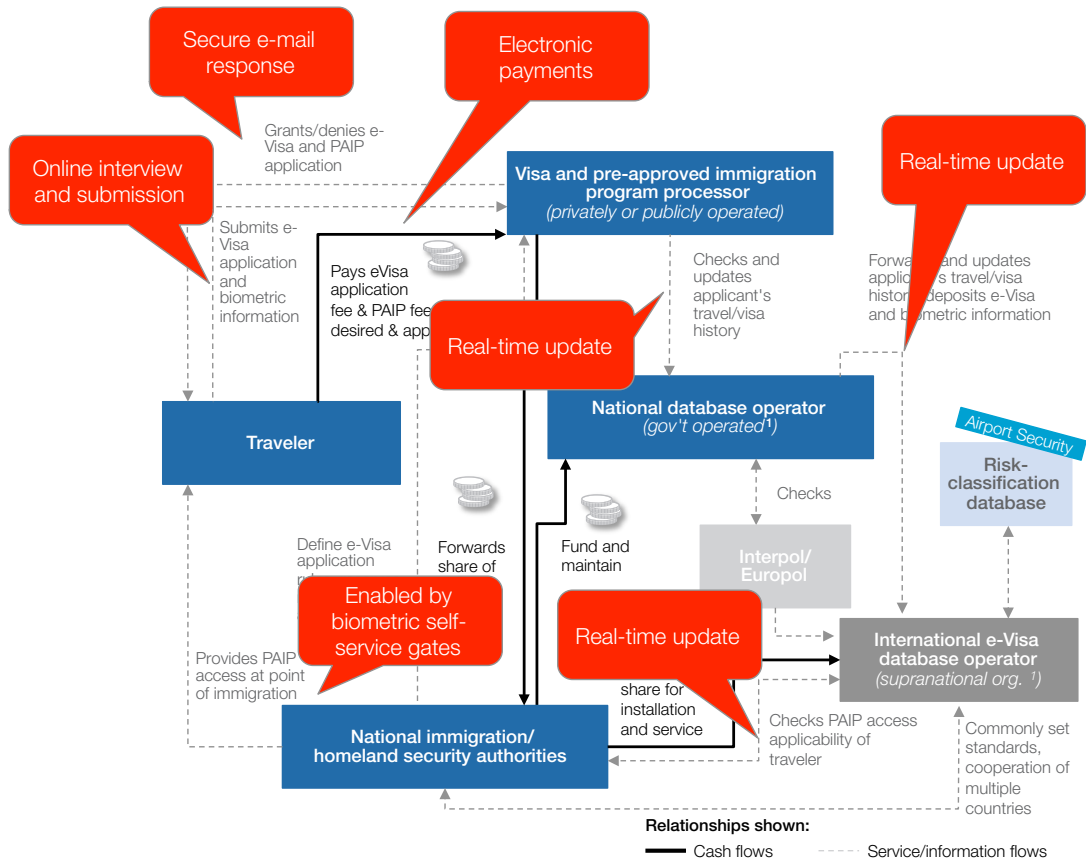 Secure e-mail
response
Electronic
payments
Grants/denies e-
Visa and PAIP
application
Online interview
and submission
Real-time update
Visa and pre-approved immigration
program processor
(privately or publicly operated)
Submits e-
Visa
application
and
biometric
information
Pays eVisa
application
fee & PAIP fee
desired &
Checks and
updates
applicant's
travel/visa
history
and updates
travel/visa
deposits e-Visa
and biometric information
Real-time update
Traveler
National database operator
(gov't operated¹)
Airport Security
Risk-
classification
database
Checks
Interpol/
Europol
Define e-Visa
application
Forwards
share of
Fund and
maintain
Enabled by
biometric self-
service gates
Real-time update
International e-Visa
database operator
(supranational org. ¹)
Provides PAIP
access at point
of immigration
share for
installation
and service
National immigration/
homeland security authorities
Checks PAIP access
applicability of
traveler
Commonly set
standards,
cooperation of
multiple
countries
Relationships shown:
Cash flows
Service/information flows